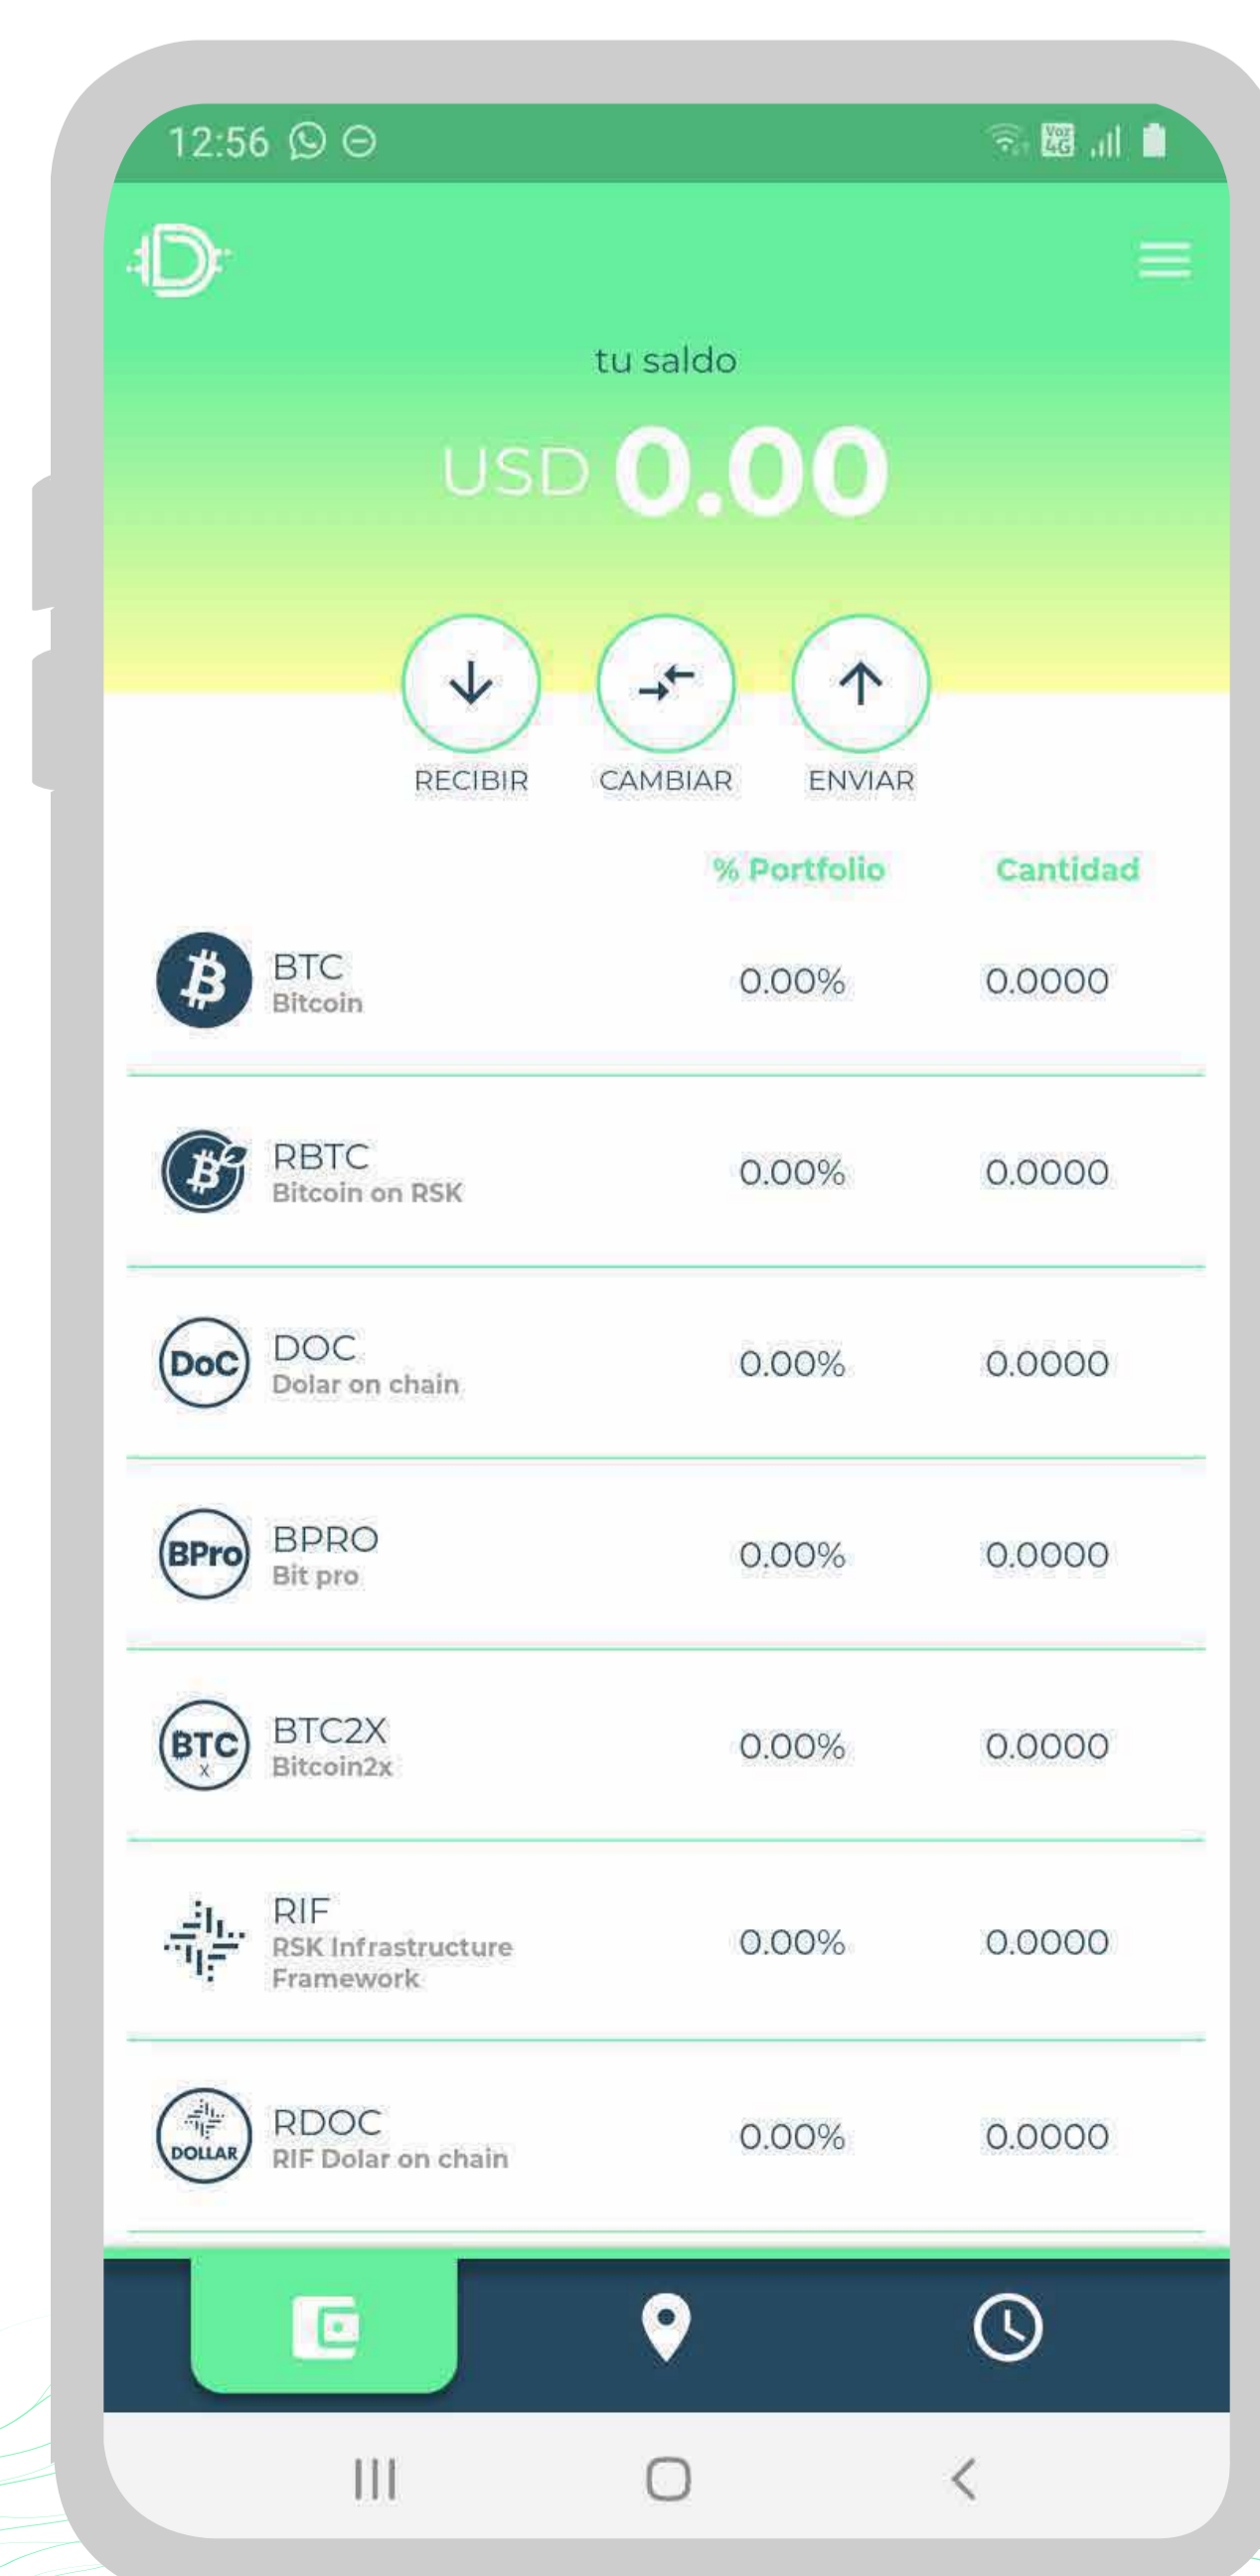 12:56
Voz
4G
tu saldo
USD 0.00
RECIBIR CAMBIAR ENVIAR
% Portfolio Cantidad
BTC
Bitcoin
0.00% 0.0000
RBTC
Bitcoin on RSK
0.00% 0.0000
DoC
DOC
Dolar on chain
0.00% 0.0000
BPro
BPRO
Bit pro
0.00% 0.0000
BTC
X
BTC2X
Bitcoin2x
0.00% 0.0000
RIF
RSK Infrastructure
Framework
0.00% 0.0000
DOLLAR
RDOC
RIF Dolar on chain
0.00% 0.0000